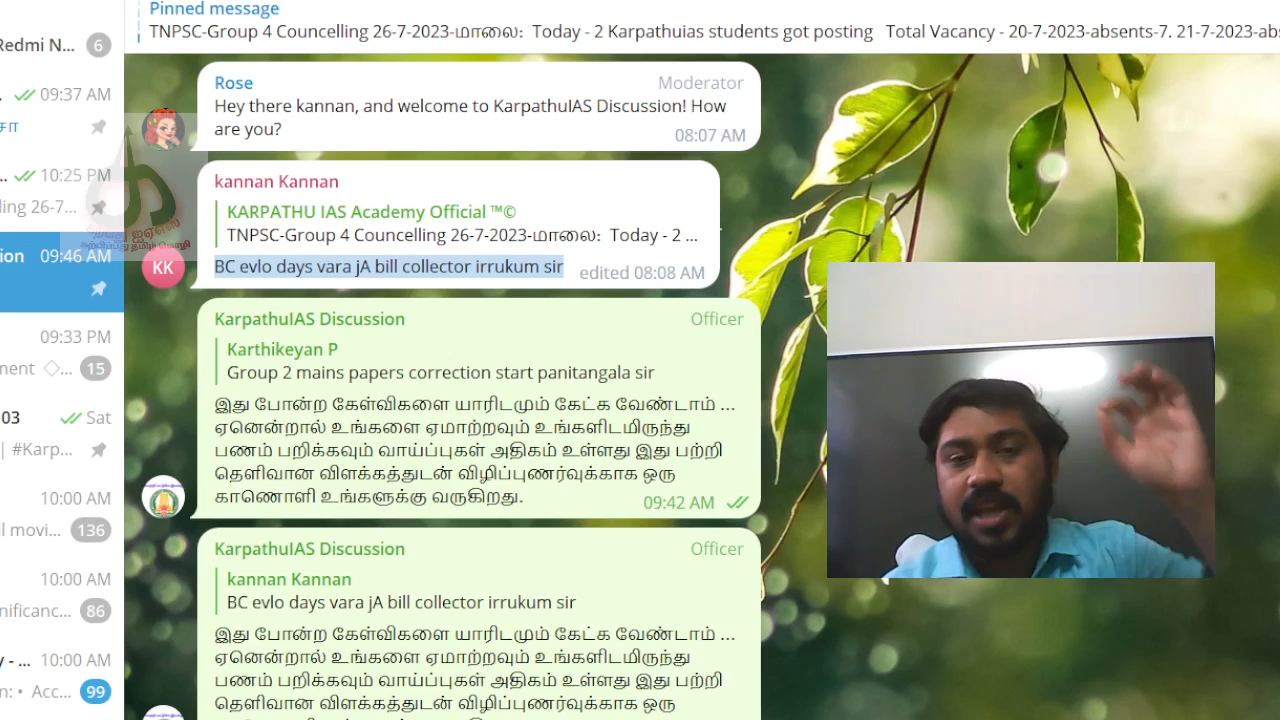 Pinned message
TNPSC-Group 4 Councelling 26-7-2023-மாலை: Today - 2 Karpathuias students got posting Total Vacancy - 20-7-2023-absents-7. 21-7-2023-abs
Redmi N... 6
09:37 AM
10:25 PM
ling 26-7...
கற்பது ஐஏஎஸ்
கற்பிப்பது தமிழ் மொழி
ion 09:46 AM
09:33 PM
ment ... 15
03 Sat
| #Karp...
10:00 AM
il movi... 136
10:00 AM
nificanc... 86
y - ... 10:00 AM
n: • Acc... 99
Rose Moderator
Hey there kannan, and welcome to KarpathuIAS Discussion! How
are you? 08:07 AM
KK
kannan Kannan
KARPATHU IAS Academy Official ™©
TNPSC-Group 4 Councelling 26-7-2023-மாலை: Today - 2 ...
BC evlo days vara jA bill collector irrukum sir edited 08:08 AM
KarpathuIAS Discussion Officer
Karthikeyan P
Group 2 mains papers correction start panitangala sir
இது போன்ற கேள்விகளை யாரிடமும் கேட்க வேண்டாம் ...
ஏனென்றால் உங்களை ஏமாற்றவும் உங்களிடமிருந்து
பணம் பறிக்கவும் வாய்ப்புகள் அதிகம் உள்ளது இது பற்றி
தெளிவான விளக்கத்துடன் விழிப்புணர்வுக்காக ஒரு
காணொளி உங்களுக்கு வருகிறது. 09:42 AM
KarpathuIAS Discussion Officer
kannan Kannan
BC evlo days vara jA bill collector irrukum sir
இது போன்ற கேள்விகளை யாரிடமும் கேட்க வேண்டாம் ...
ஏனென்றால் உங்களை ஏமாற்றவும் உங்களிடமிருந்து
பணம் பறிக்கவும் வாய்ப்புகள் அதிகம் உள்ளது இது பற்றி
தெளிவான விளக்கத்துடன் விழிப்புணர்வுக்காக ஒரு